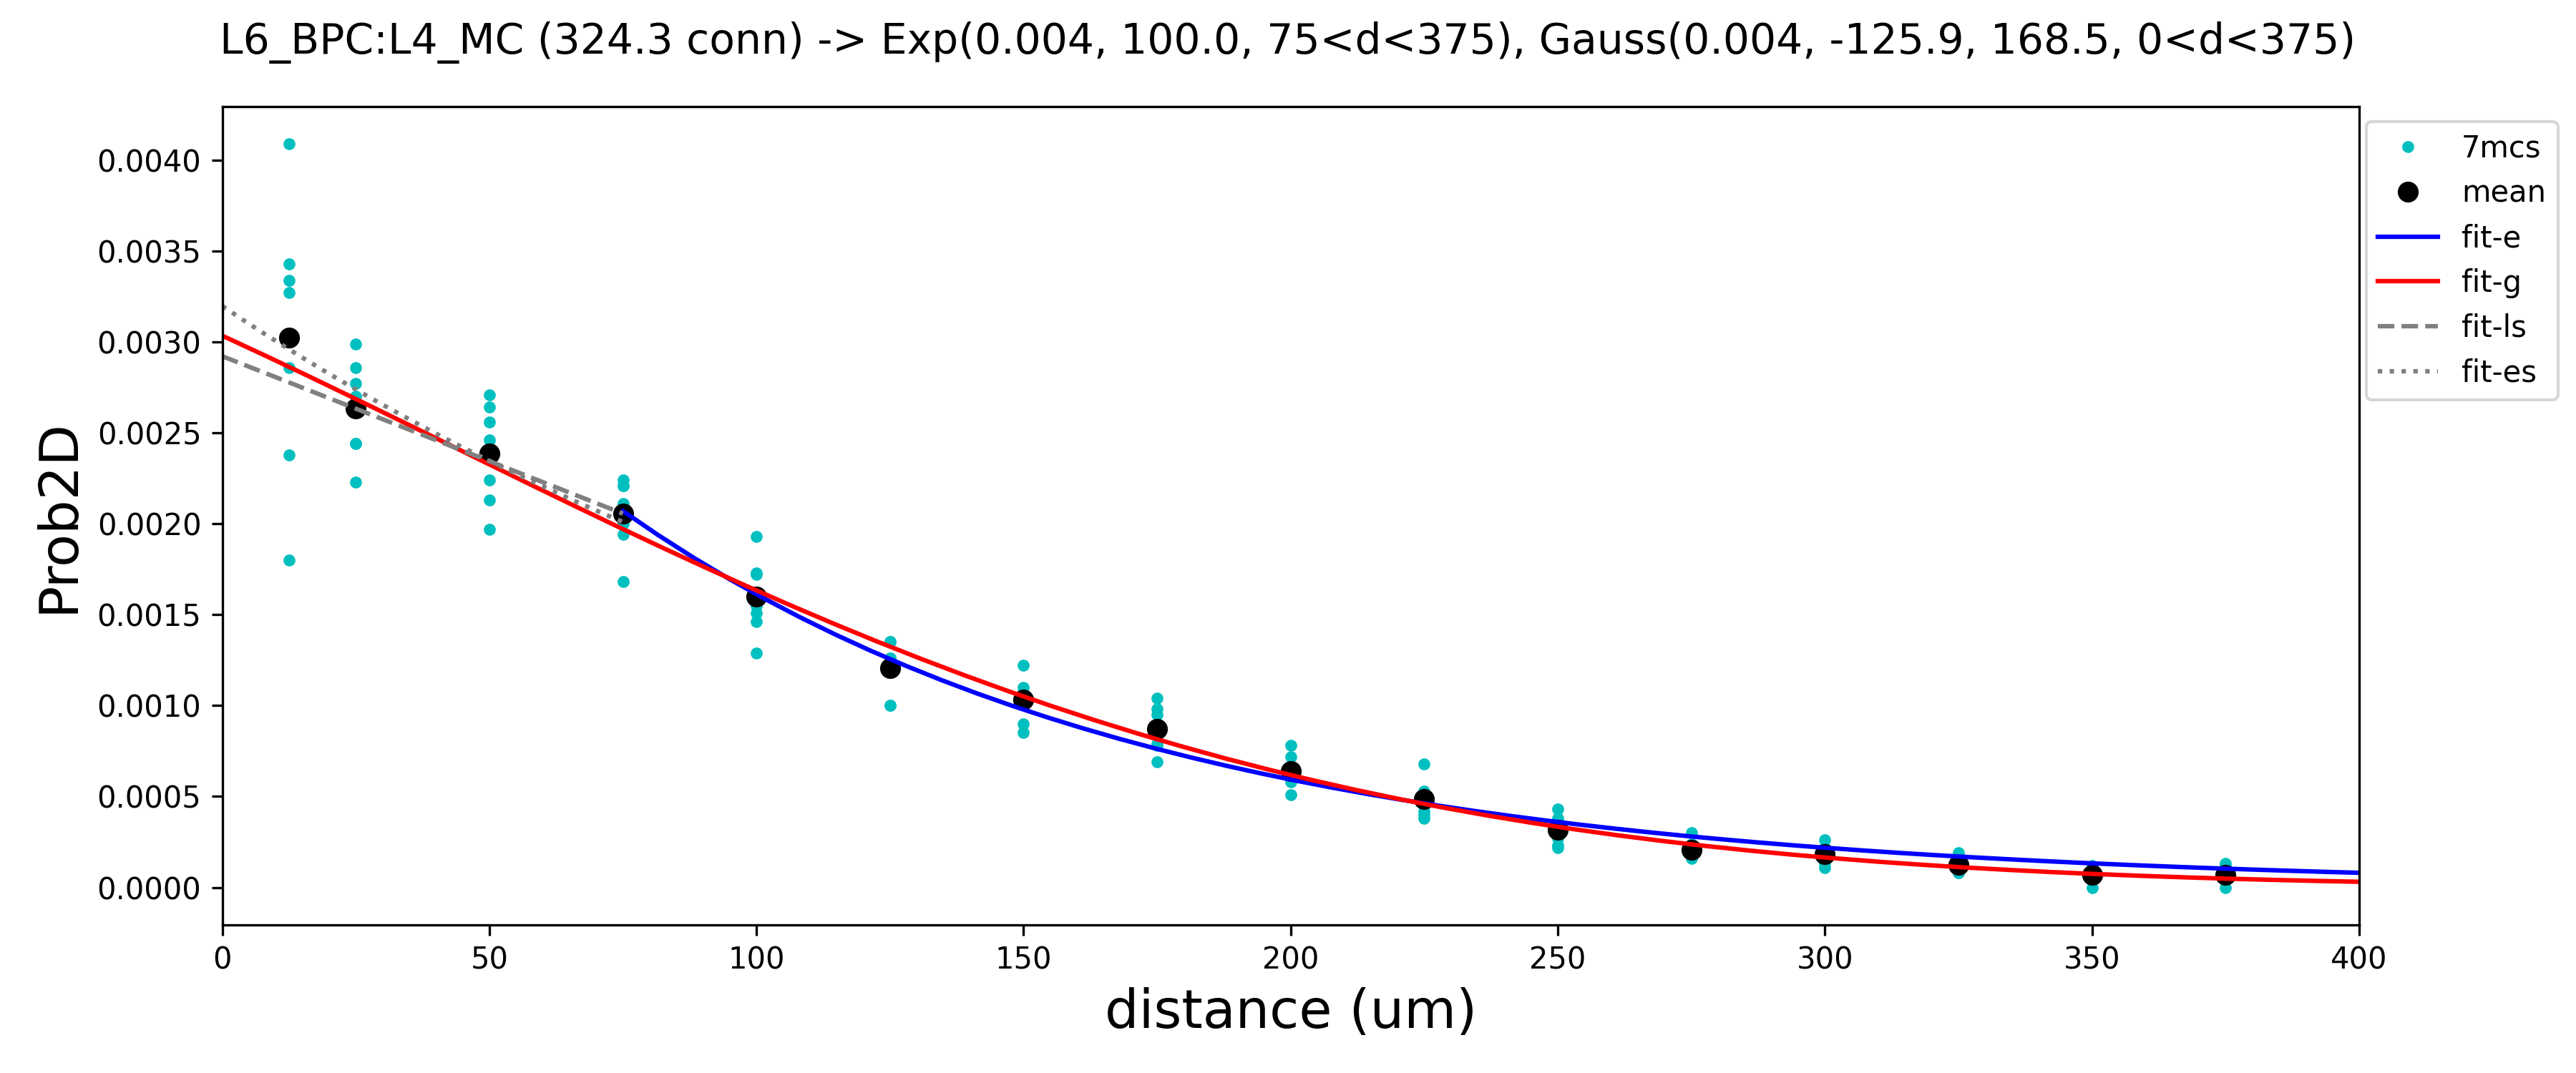 L6_BPC:L4_MC (324.3 conn) -> Exp(0.004, 100.0, 75<d<375), Gauss(0.004, -125.9, 168.5, 0<d<375)
Prob2D
0.0040
0.0035
0.0030
0.0025
0.0020
0.0015
0.0010
0.0005
0.0000
0 50 100 150 200 250 300 350 400
distance (um)
7mcs
mean
fit-e
fit-g
fit-ls
fit-es